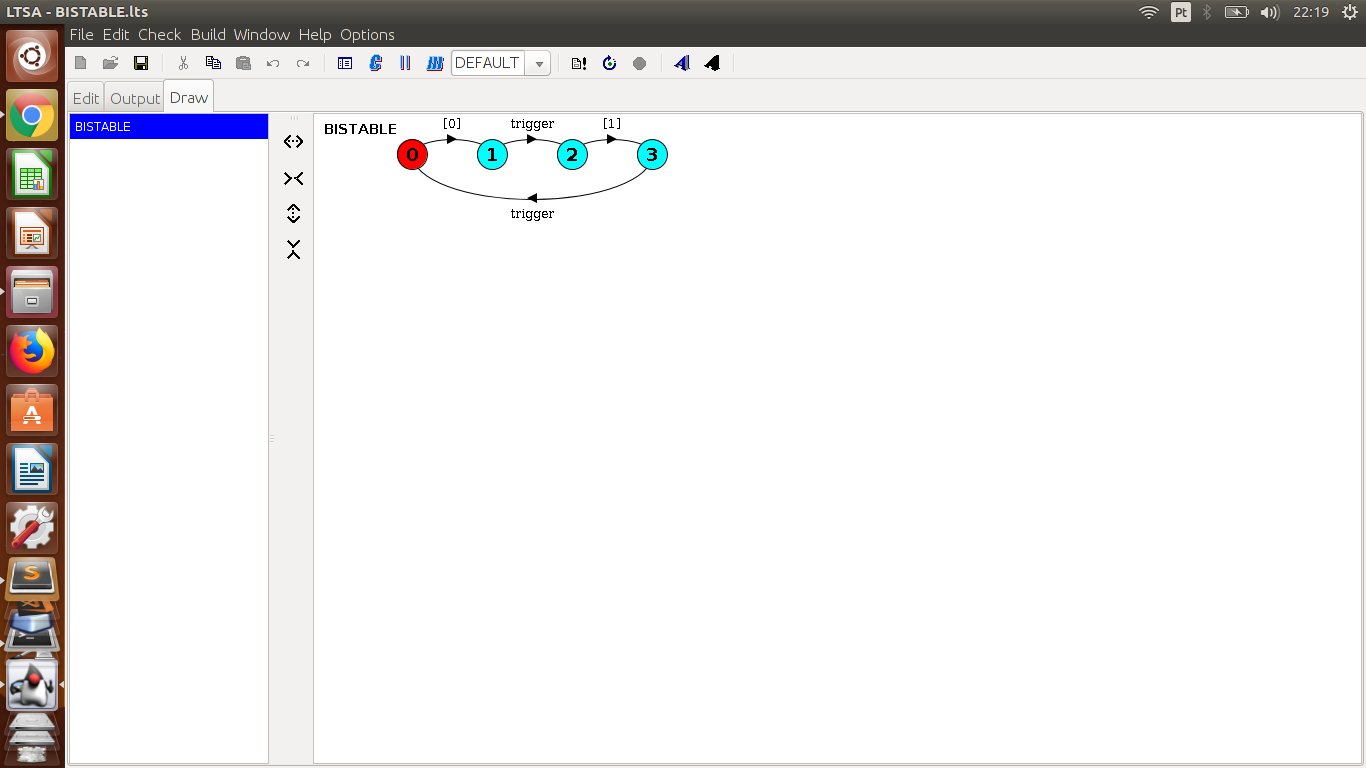 LTSA - BISTABLE.lts
Pt
22:19
File Edit Check Build Window Help Options
DEFAULT
Edit Output Draw
BISTABLE
BISTABLE
[0] trigger [1]
0 1 2 3
trigger